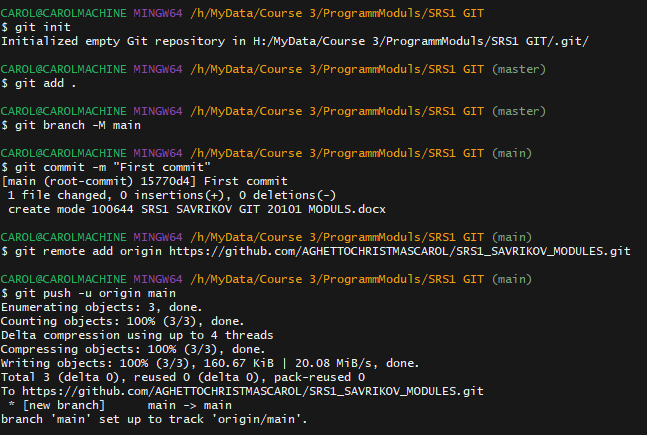 CAROL@CAROLMACHINE MINGW64 /h/MyData/Course 3/ProgrammModuls/SRS1 GIT
$ git init
Initialized empty Git repository in H:/MyData/Course 3/ProgrammModuls/SRS1 GIT/.git/
CAROL@CAROLMACHINE MINGW64 /h/MyData/Course 3/ProgrammModuls/SRS1 GIT (master)
$ git add .
CAROL@CAROLMACHINE MINGW64 /h/MyData/Course 3/ProgrammModuls/SRS1 GIT (master)
$ git branch -M main
CAROL@CAROLMACHINE MINGW64 /h/MyData/Course 3/ProgrammModuls/SRS1 GIT (main)
$ git commit -m "First commit"
[main (root-commit) 15770d4] First commit
 1 file changed, 0 insertions(+), 0 deletions(-)
 create mode 100644 SRS1 SAVRIKOV GIT 20101 MODULS.docx
CAROL@CAROLMACHINE MINGW64 /h/MyData/Course 3/ProgrammModuls/SRS1 GIT (main)
$ git remote add origin https://github.com/AGHETTOCHRISTMASCAROL/SRS1_SAVRIKOV_MODULES.git
CAROL@CAROLMACHINE MINGW64 /h/MyData/Course 3/ProgrammModuls/SRS1 GIT (main)
$ git push -u origin main
Enumerating objects: 3, done.
Counting objects: 100% (3/3), done.
Delta compression using up to 4 threads
Compressing objects: 100% (3/3), done.
Writing objects: 100% (3/3), 160.67 KiB | 20.08 MiB/s, done.
Total 3 (delta 0), reused 0 (delta 0), pack-reused 0
To https://github.com/AGHETTOCHRISTMASCAROL/SRS1_SAVRIKOV_MODULES.git
 * [new branch]      main -> main
branch 'main' set up to track 'origin/main'.